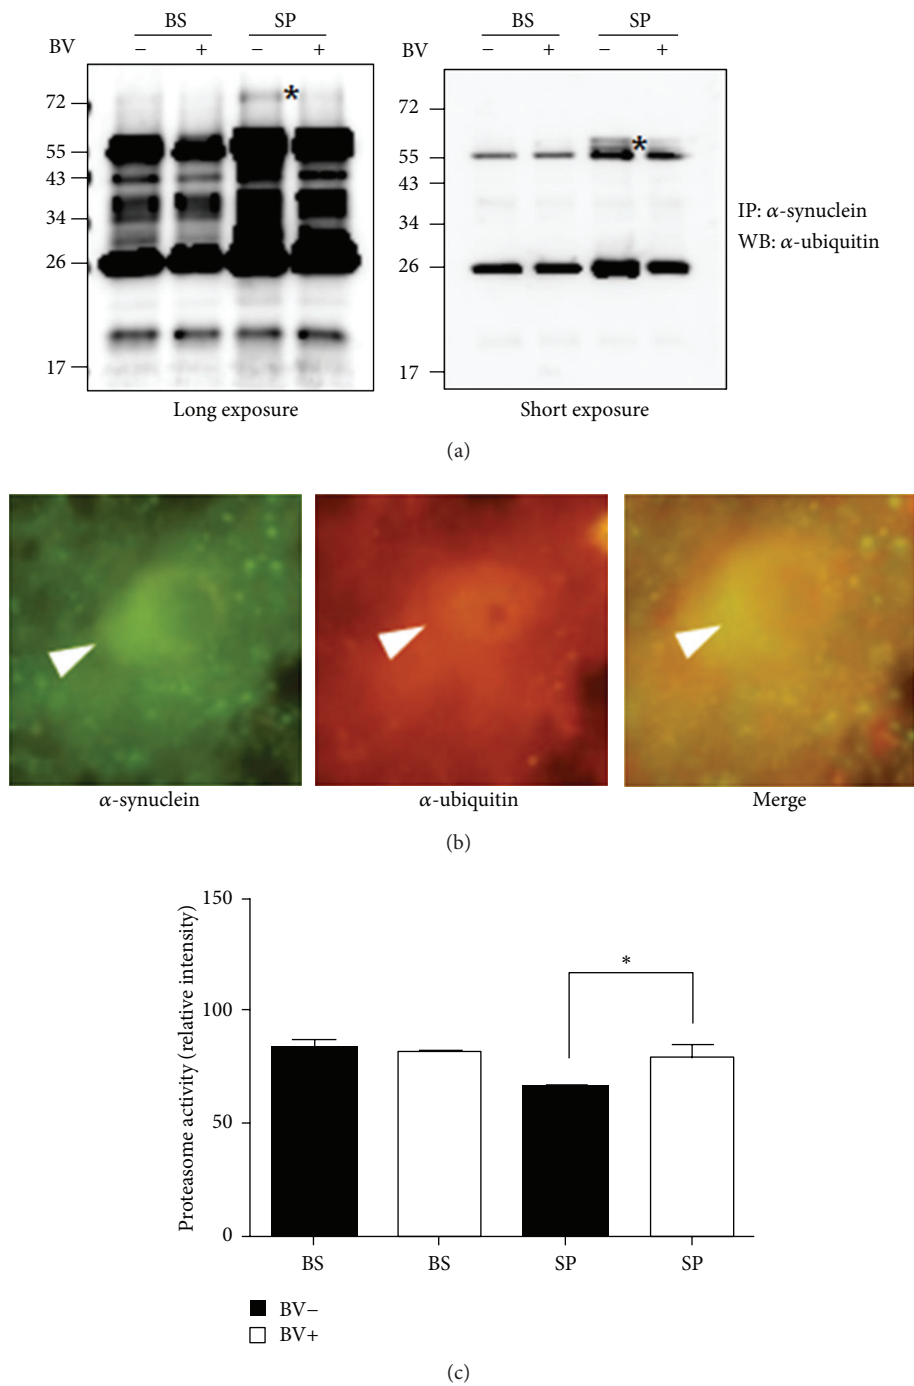 BS SP
BV − + − +
72
55
43
34
26
17
*
Long exposure
BS SP
BV − + − +
72
55
43
34
26
17
*
Short exposure
IP: α-synuclein
WB: α-ubiquitin
(a)
α-synuclein
α-ubiquitin
Merge
(b)
Proteasome activity (relative intensity)
150
100
50
0
*
BS BS SP SP
BV−
BV+
(c)